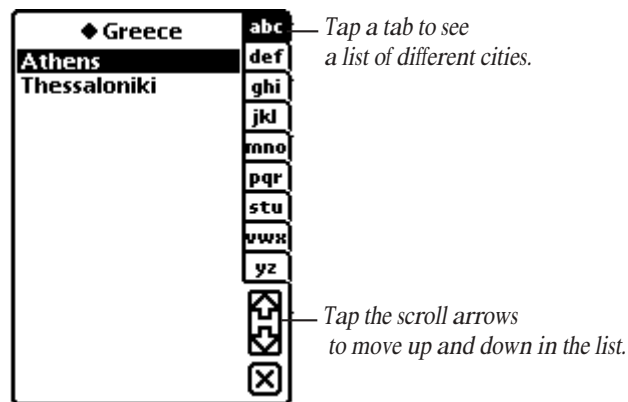 ◆ Greece
Athens
Thessaloniki
abc
def
ghi
jkl
mno
pqr
stu
vwx
yz
Tap a tab to see
a list of different cities.
Tap the scroll arrows
to move up and down in the list.